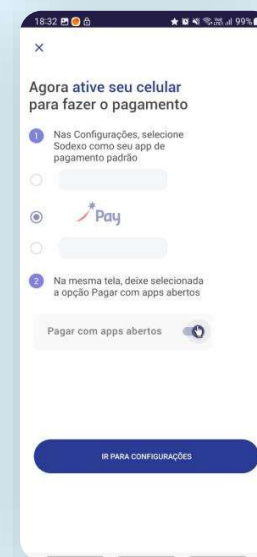 18:32
99%
Agora ative seu celular
para fazer o pagamento
1 Nas Configurações, selecione
Sodexo como seu app de
pagamento padrão
Pay
2 Na mesma tela, deixe selecionada
a opção Pagar com apps abertos
Pagar com apps abertos
IR PARA CONFIGURAÇÕES